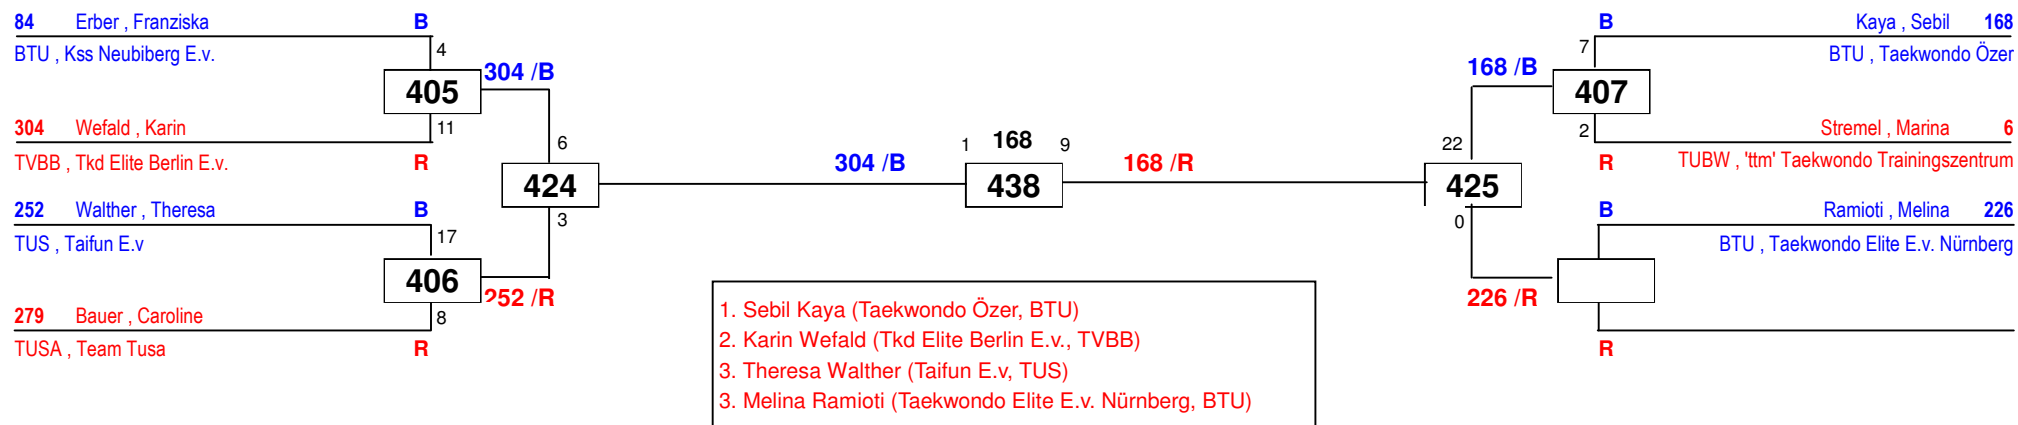 84 Erber , Franziska B
BTU , Kss Neubiberg E.v.
4
405
304 /B
11
304 Wefald , Karin
TVBB , Tkd Elite Berlin E.v. R
6
424
3
252 Walther , Theresa B
TUS , Taifun E.v
17
406
252 /R
8
279 Bauer , Caroline
TUSA , Team Tusa R
304 /B
1 168 9
438
168 /R
B Kaya , Sebil 168
7
BTU , Taekwondo Özer
168 /B
407
2
Stremel , Marina 6
R TUBW , 'ttm' Taekwondo Trainingszentrum
22
425
0
B Ramioti , Melina 226
BTU , Taekwondo Elite E.v. Nürnberg
226 /R
R
1. Sebil Kaya (Taekwondo Özer, BTU)
2. Karin Wefald (Tkd Elite Berlin E.v., TVBB)
3. Theresa Walther (Taifun E.v, TUS)
3. Melina Ramioti (Taekwondo Elite E.v. Nürnberg, BTU)